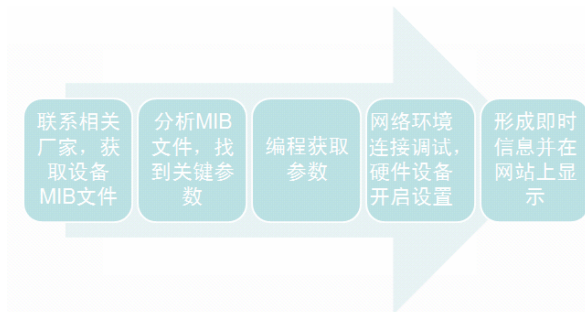 联系相关
厂家，获
取设备
MIB文件
分析MIB
文件，找
到关键参
数
编程获取
参数
网络环境
连接调试，
硬件设备
开启设置
形成即时
信息并在
网站上显
示